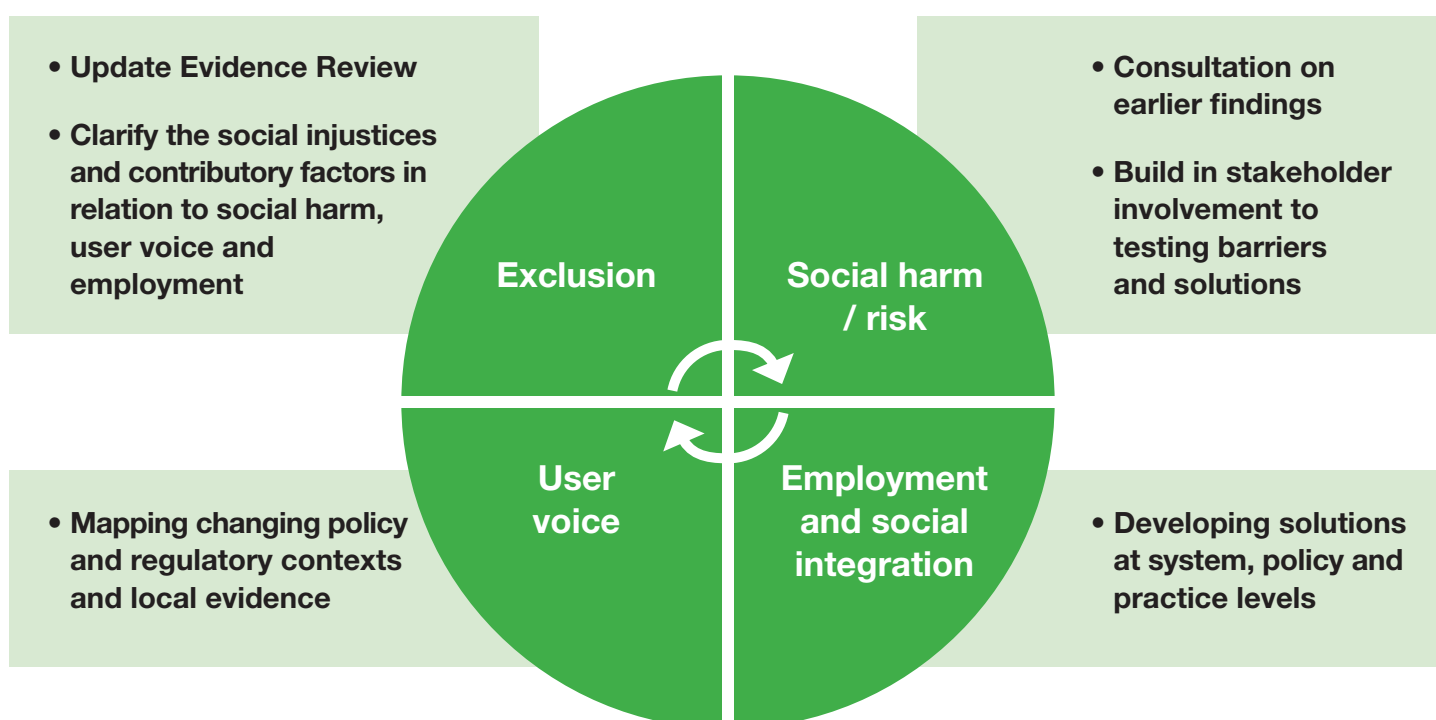 • Update Evidence Review
• Clarify the social injustices
and contributory factors in
relation to social harm,
user voice and
employment
• Consultation on
earlier findings
• Build in stakeholder
involvement to
testing barriers
and solutions
Exclusion
Social harm
/ risk
User
voice
Employment
and social
integration
• Mapping changing policy
and regulatory contexts
and local evidence
• Developing solutions
at system, policy and
practice levels